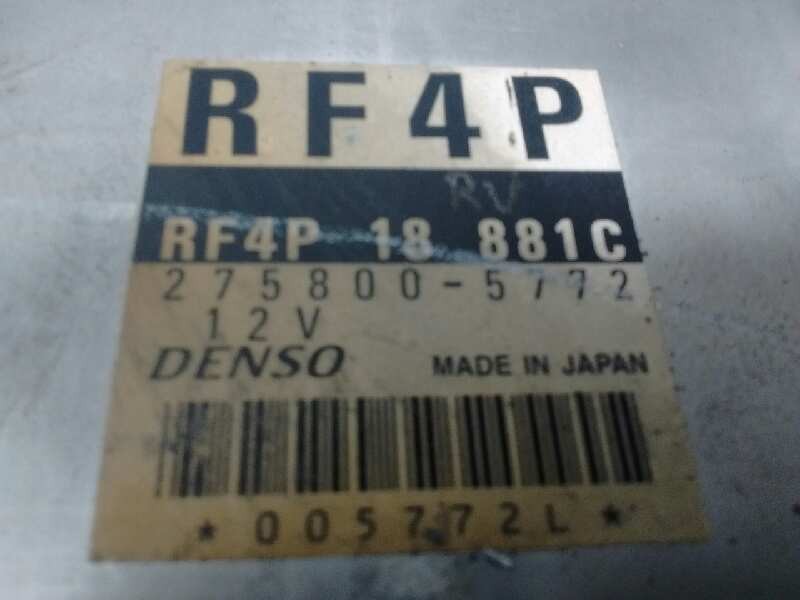 RF4P
RV
RF4P 18 881C
275800-5772
12V
DENSO MADE IN JAPAN
*005772L*